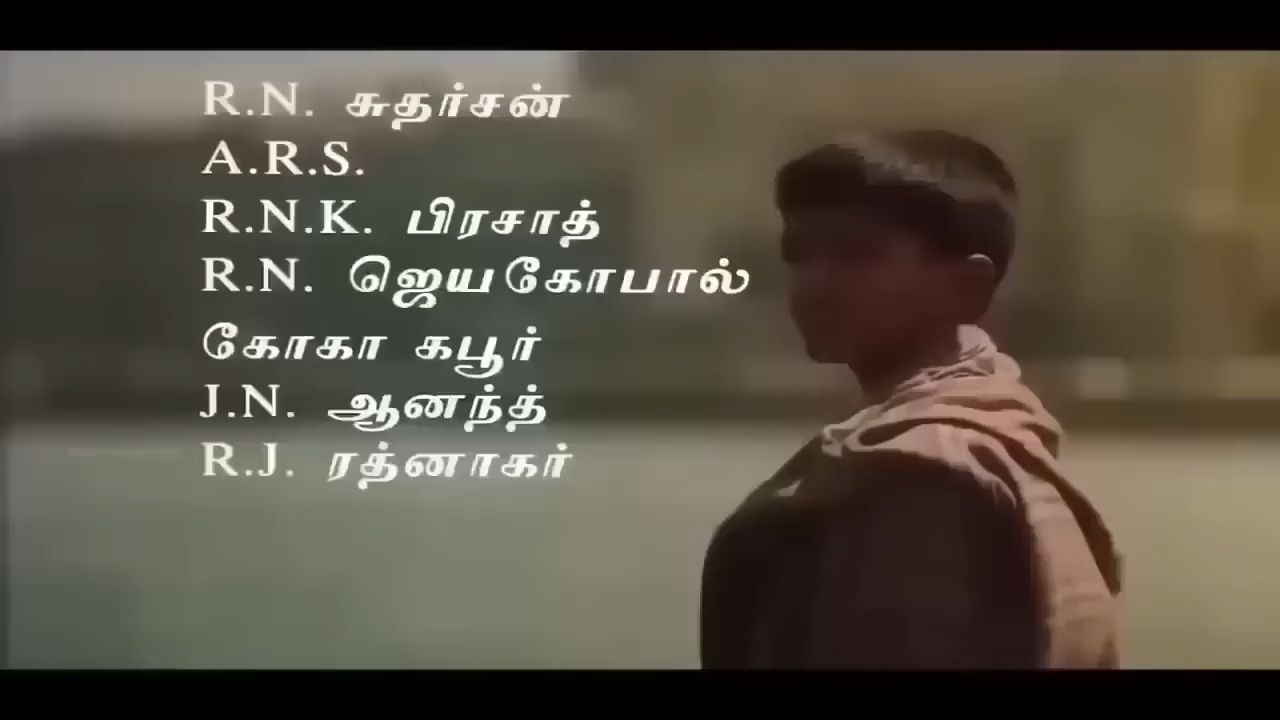 R.N. சுதர்சன்
A.R.S.
R.N.K. பிரசாத்
R.N. ஜெயகோபால்
கோகா கபூர்
J.N. ஆனந்த்
R.J. ரத்னாகர்